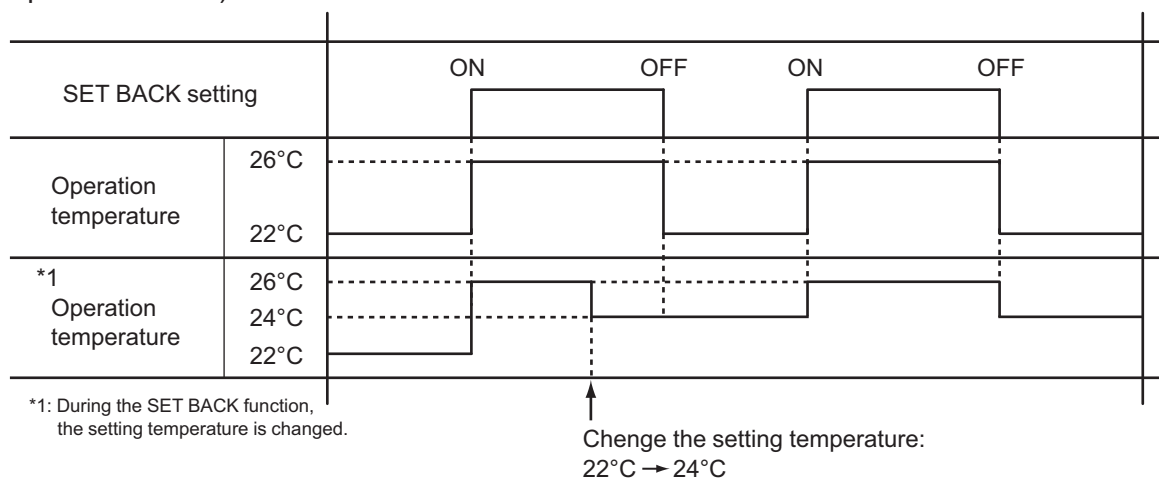 ON OFF ON OFF
SET BACK setting
26°C
Operation
temperature
22°C
*1
26°C
Operation
24°C
temperature
22°C
*1: During the SET BACK function,
the setting temperature is changed.
Chenge the setting temperature:
22°C → 24°C